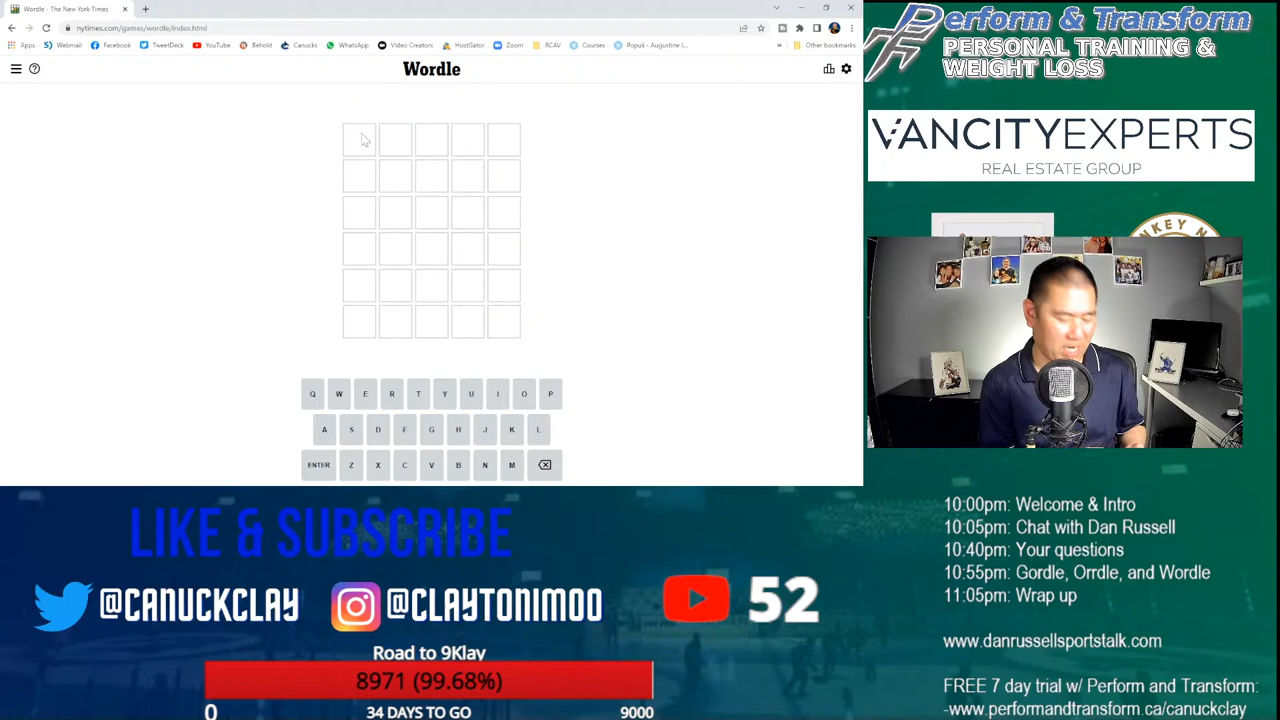 Wordle - The New York Times
nytimes.com/games/wordle/index.html
Apps Webmail Facebook TweetDeck YouTube Behold Canucks WhatsApp Video Creators HostGator Zoom RCAV Courses Populi - Augustine I... » Other bookmarks
Wordle
Q W E R T Y U I O P
A S D F G H J K L
ENTER Z X C V B N M
Perform & Transform
PERSONAL TRAINING &
WEIGHT LOSS
VANCITYEXPERTS
REAL ESTATE GROUP
LIKE & SUBSCRIBE
@CANUCKCLAY @CLAYTONIMOO 52
Road to 9Klay
8971 (99.68%)
0 34 DAYS TO GO 9000
10:00pm: Welcome & Intro
10:05pm: Chat with Dan Russell
10:40pm: Your questions
10:55pm: Gordle, Orrdle, and Wordle
11:05pm: Wrap up
www.danrussellsportstalk.com
FREE 7 day trial w/ Perform and Transform:
-www.performandtransform.ca/canuckclay